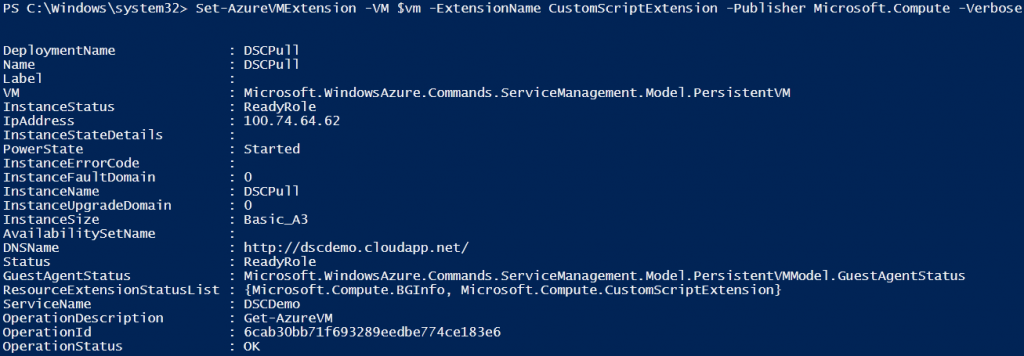 PS C:\Windows\system32> Set-AzureVMExtension -VM $vm -ExtensionName CustomScriptExtension -Publisher Microsoft.Compute -Verbose
DeploymentName : DSCPull
Name : DSCPull
Label :
VM : Microsoft.WindowsAzure.Commands.ServiceManagement.Model.PersistentVM
InstanceStatus : ReadyRole
IpAddress : 100.74.64.62
InstanceStateDetails :
PowerState : Started
InstanceErrorCode :
InstanceFaultDomain : 0
InstanceName : DSCPull
InstanceUpgradeDomain : 0
InstanceSize : Basic_A3
AvailabilitySetName :
DNSName : http://dscdemo.cloudapp.net/
Status : ReadyRole
GuestAgentStatus : Microsoft.WindowsAzure.Commands.ServiceManagement.Model.PersistentVMModel.GuestAgentStatus
ResourceExtensionStatusList : {Microsoft.Compute.BGInfo, Microsoft.Compute.CustomScriptExtension}
ServiceName : DSCDemo
OperationDescription : Get-AzureVM
OperationId : 6cab30bb71f693289eedbe774ce183e6
OperationStatus : OK